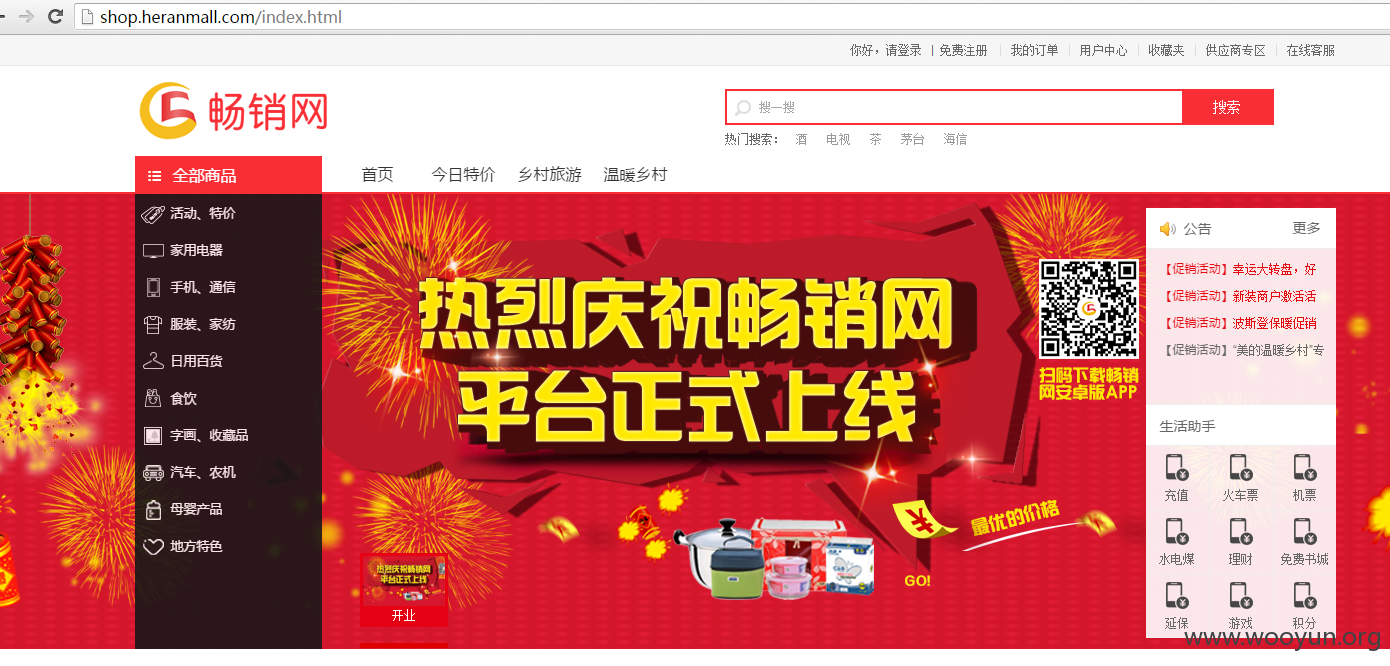 shop.heranmall.com/index.html
你好，请登录 | 免费注册 我的订单 用户中心 收藏夹 供应商专区 在线客服
畅销网
搜一搜 搜索
热门搜索： 酒 电视 茶 茅台 海信
全部商品 首页 今日特价 乡村旅游 温暖乡村
活动、特价
家用电器
手机、通信
服装、家纺
日用百货
食饮
字画、收藏品
汽车、农机
母婴产品
地方特色
热烈庆祝畅销网
平台正式上线
扫码下载畅销
网安卓版APP
最优的价格
GO!
热烈庆祝畅销网
平台正式上线
开业
公告 更多
【促销活动】幸运大转盘，好
【促销活动】新装商户激活活
【促销活动】波斯登保暖促销
【促销活动】“美的温暖乡村”专
生活助手
充值 火车票 机票
水电煤 理财 免费书城
延保 游戏 积分
www.wooyun.org